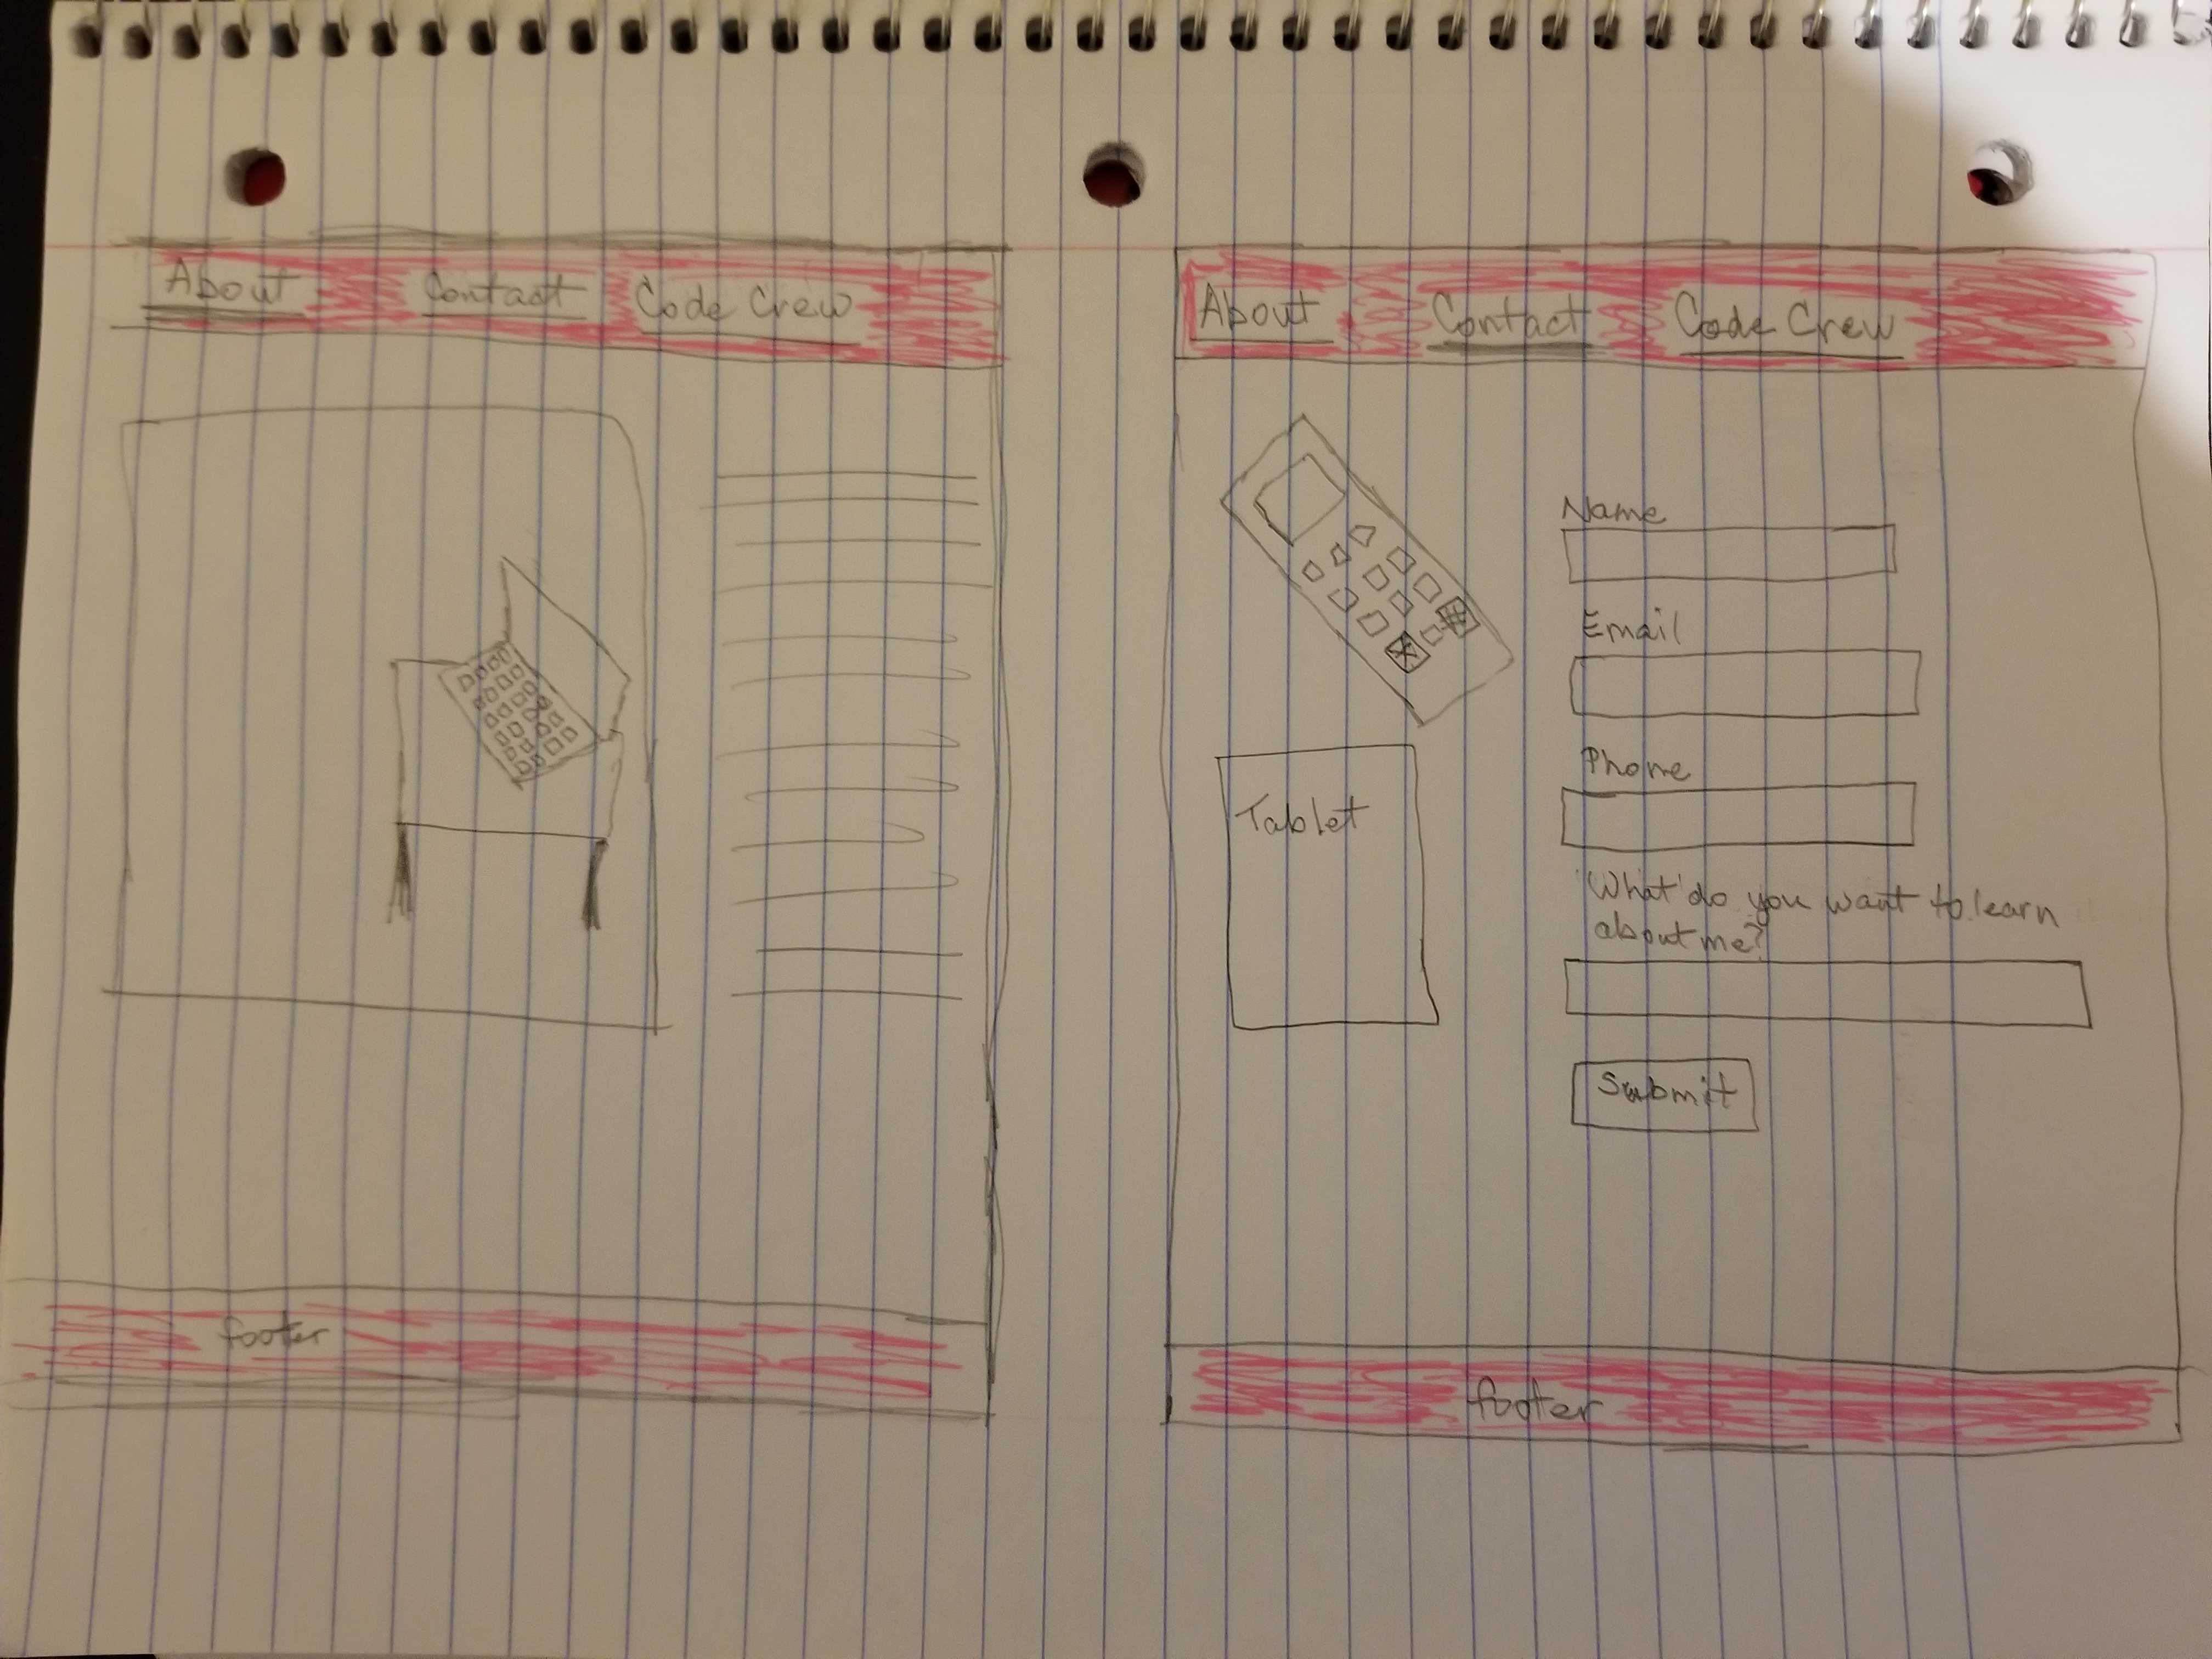 About Contact Code Crew
footer
About Contact Code Crew
Tablet
Name
Email
Phone
What do you want to learn
about me?
Submit
footer